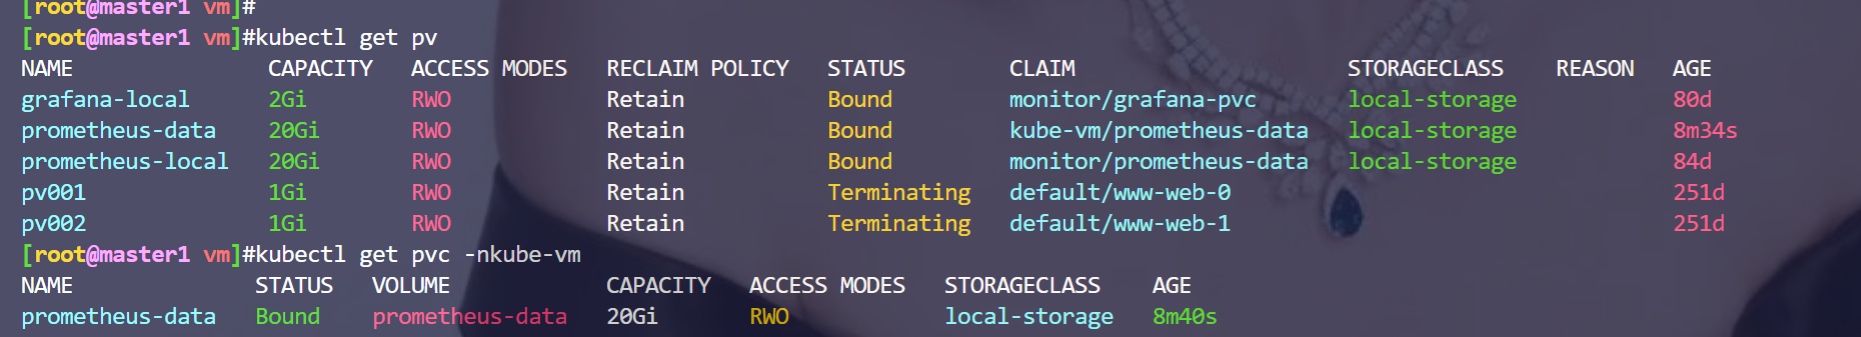 [root@master1 vm]#
[root@master1 vm]#kubectl get pv
NAME CAPACITY ACCESS MODES RECLAIM POLICY STATUS CLAIM STORAGECLASS REASON AGE
grafana-local 2Gi RWO Retain Bound monitor/grafana-pvc local-storage 80d
prometheus-data 20Gi RWO Retain Bound kube-vm/prometheus-data local-storage 8m34s
prometheus-local 20Gi RWO Retain Bound monitor/prometheus-data local-storage 84d
pv001 1Gi RWO Retain Terminating default/www-web-0 251d
pv002 1Gi RWO Retain Terminating default/www-web-1 251d
[root@master1 vm]#kubectl get pvc -nkube-vm
NAME STATUS VOLUME CAPACITY ACCESS MODES STORAGECLASS AGE
prometheus-data Bound prometheus-data 20Gi RWO local-storage 8m40s